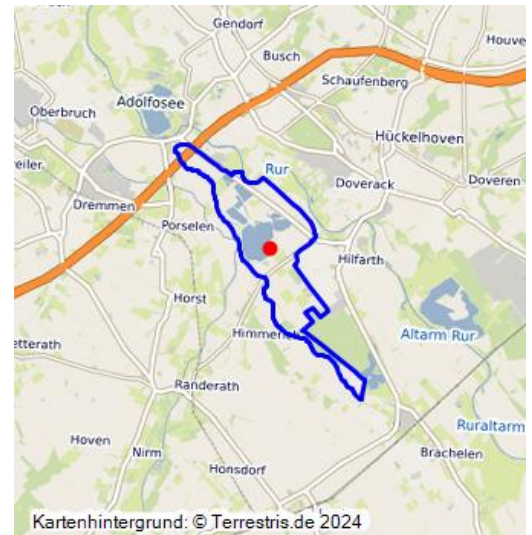 Gendorf
Houve
Busch
Schaufenberg
Adolfosee
Oberbruch
Hückelhoven
Rur
eiler
Doverack
Doveren
Dremmen
Porselen
Hilfarth
Horst
Altarm Rur
Himmerich
etterath
Randerath
Ruraltarm
Hoven
Nirm
Brachelen
Honsdorf
Kartenhintergrund: © Terrestris.de 2024